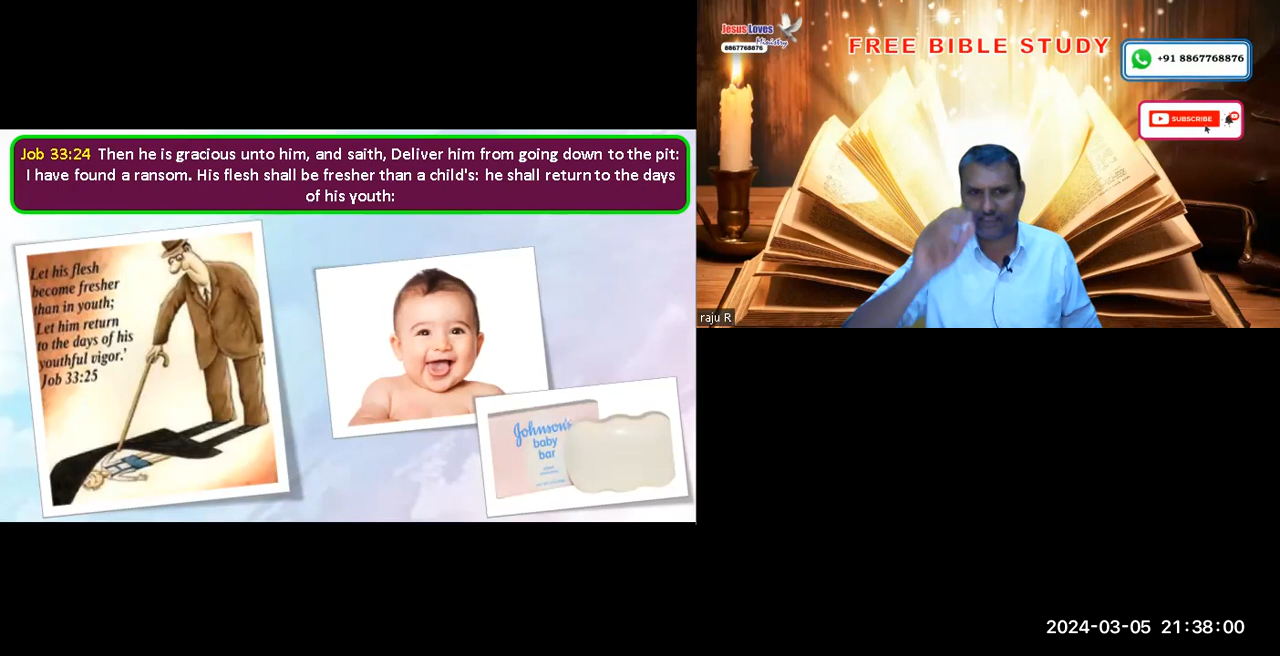 Job 33:24 Then he is gracious unto him, and saith, Deliver him from going down to the pit:
I have found a ransom. His flesh shall be fresher than a child's: he shall return to the days
of his youth:
Let his flesh
become fresher
than in youth;
Let him return
to the days of his
youthful vigor.'
Job 33:25
Johnson's
baby
bar
Jesus Loves
Ministry
8867768876
FREE BIBLE STUDY
+91 8867768876
SUBSCRIBE
raju R
2024-03-05 21:38:00